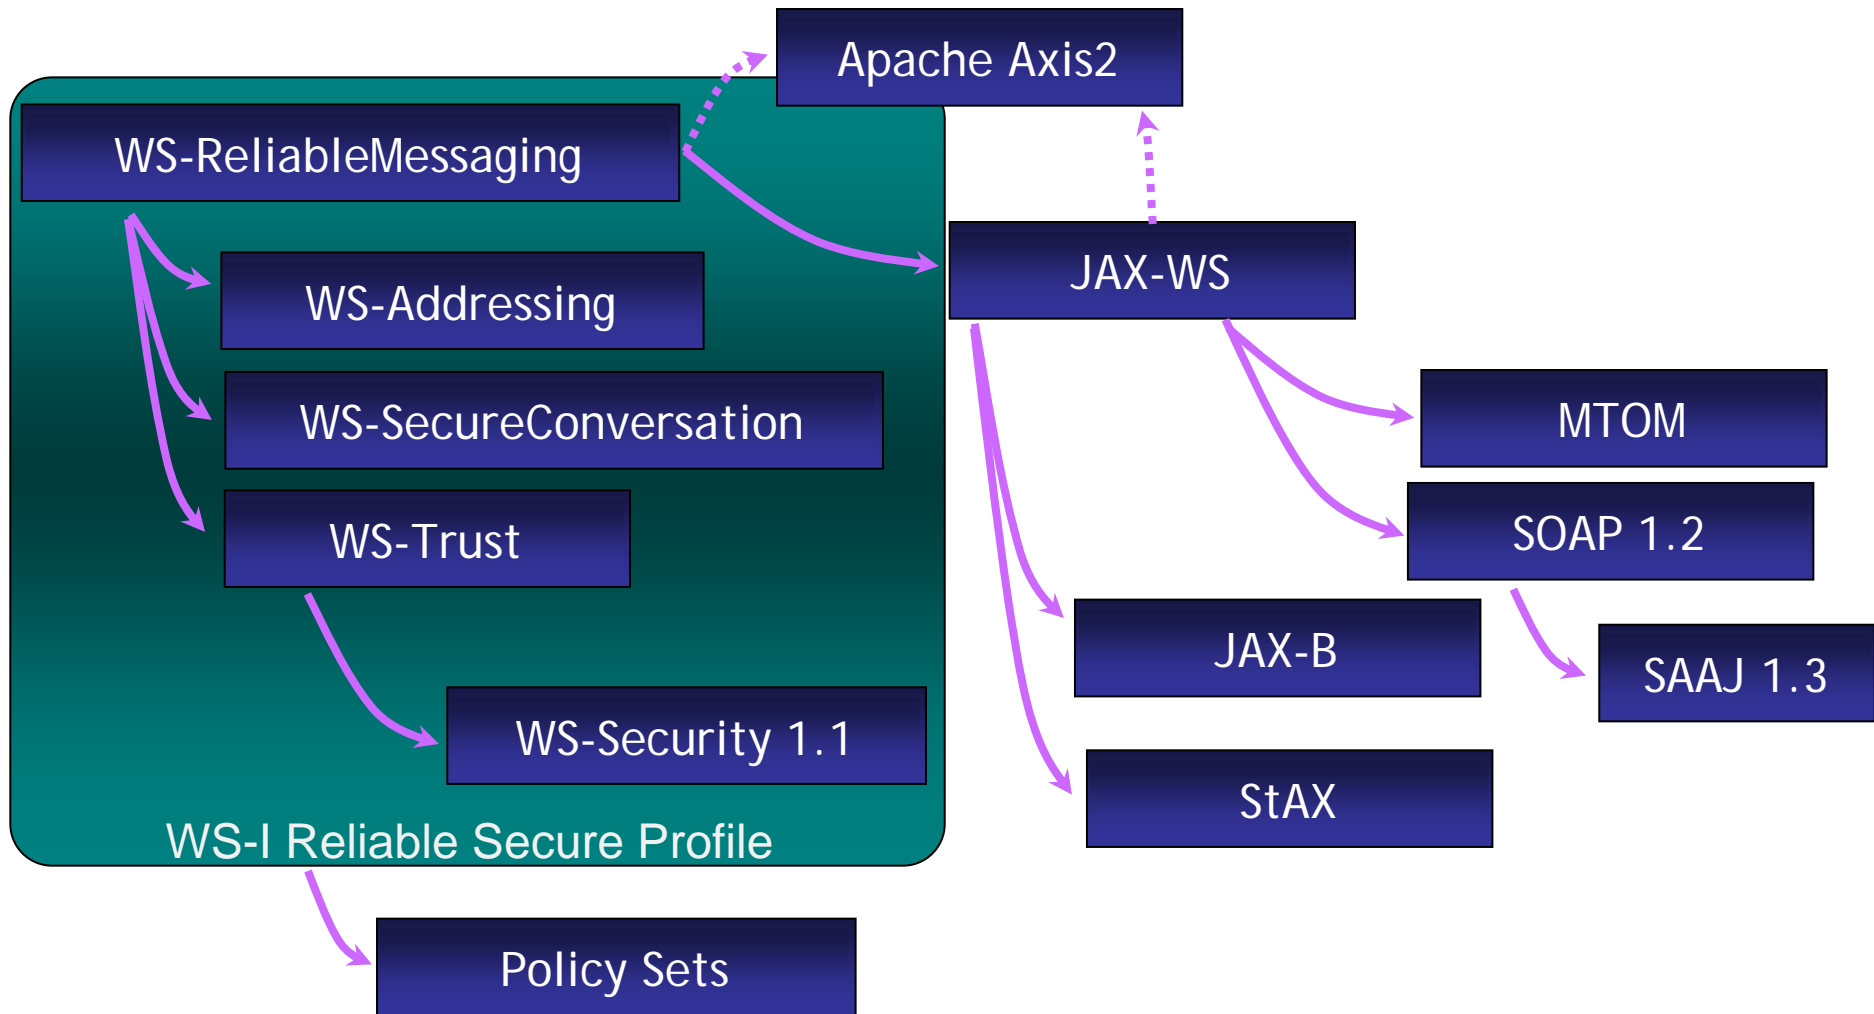 Apache Axis2
WS-ReliableMessaging
JAX-WS
WS-Addressing
WS-SecureConversation
MTOM
SOAP 1.2
WS-Trust
JAX-B
SAAJ 1.3
WS-Security 1.1
StAX
WS-I Reliable Secure Profile
Policy Sets